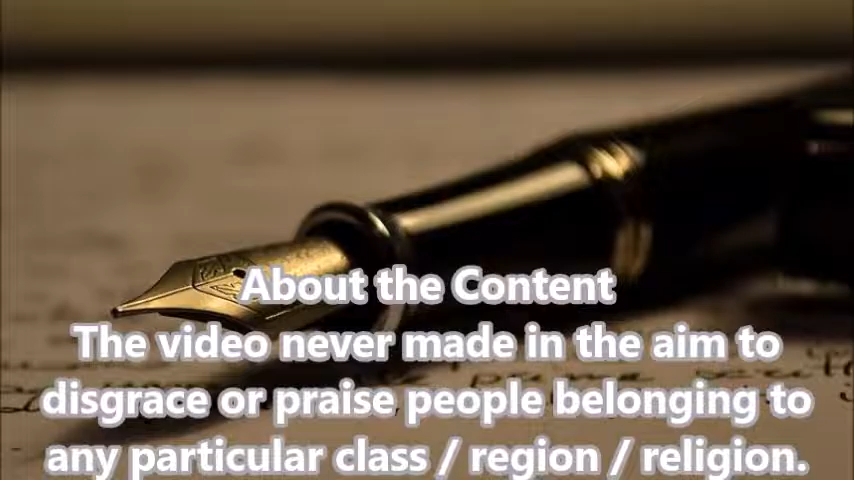 About the Content
The video never made in the aim to
disgrace or praise people belonging to
any particular class / region / religion.